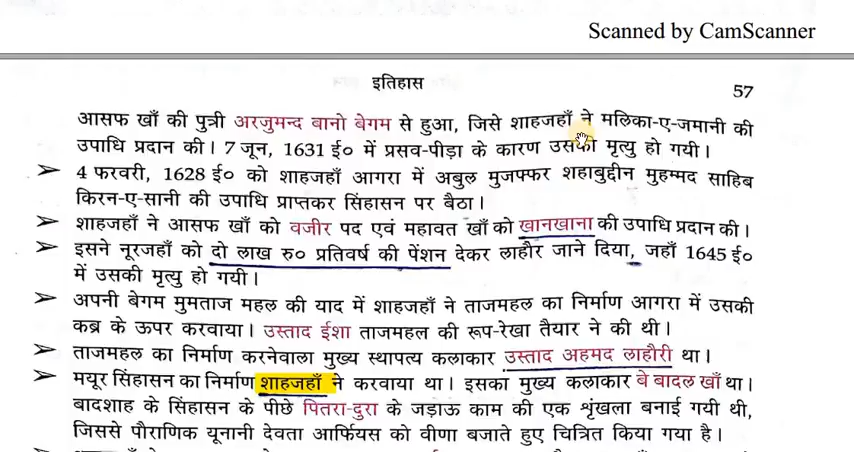 Scanned by CamScanner
इतिहास
57
आसफ खाँ की पुत्री अरजुमन्द बानो बेगम से हुआ, जिसे शाहजहाँ ने मलिका-ए-जमानी की
उपाधि प्रदान की। 7 जून, 1631 ई० में प्रसव-पीड़ा के कारण उसकी मृत्यु हो गयी।
➤ 4 फरवरी, 1628 ई० को शाहजहाँ आगरा में अबुल मुजफ्फर शहाबुद्दीन मुहम्मद साहिब
किरन-ए-सानी की उपाधि प्राप्तकर सिंहासन पर बैठा।
➤ शाहजहाँ ने आसफ खाँ को वजीर पद एवं महावत खाँ को खानखाना की उपाधि प्रदान की।
➤ इसने नूरजहाँ को दो लाख रु० प्रतिवर्ष की पेंशन देकर लाहौर जाने दिया, जहाँ 1645 ई०
में उसकी मृत्यु हो गयी।
➤ अपनी बेगम मुमताज महल की याद में शाहजहाँ ने ताजमहल का निर्माण आगरा में उसकी
कब्र के ऊपर करवाया। उस्ताद ईशा ताजमहल की रूप-रेखा तैयार ने की थी।
➤ ताजमहल का निर्माण करनेवाला मुख्य स्थापत्य कलाकार उस्ताद अहमद लाहौरी था।
➤ मयूर सिंहासन का निर्माण शाहजहाँ ने करवाया था। इसका मुख्य कलाकार बे बादल खाँ था।
बादशाह के सिंहासन के पीछे पितरा-दुरा के जड़ाऊ काम की एक शृंखला बनाई गयी थी,
जिससे पौराणिक यूनानी देवता आर्फियस को वीणा बजाते हुए चित्रित किया गया है।